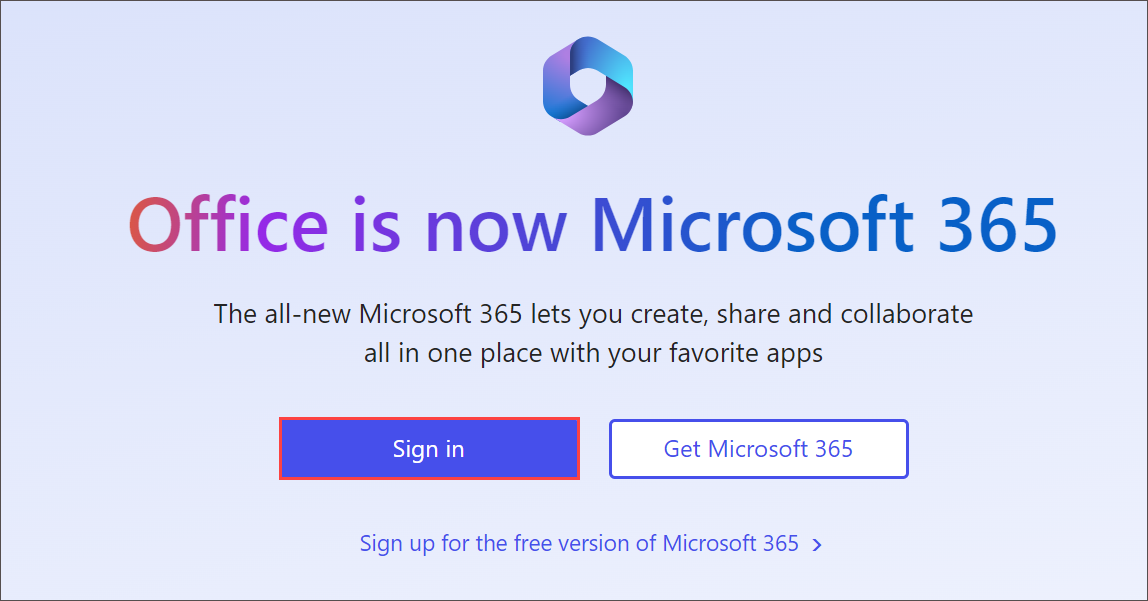 Office is now Microsoft 365
The all-new Microsoft 365 lets you create, share and collaborate
all in one place with your favorite apps
Sign in
Get Microsoft 365
Sign up for the free version of Microsoft 365 >